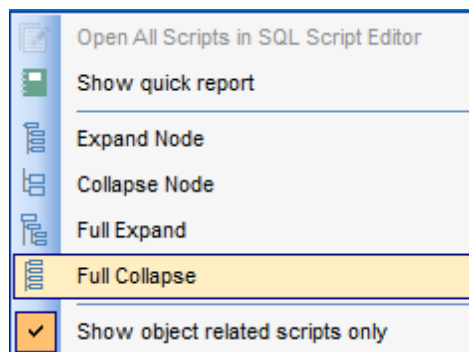 Open All Scripts in SQL Script Editor
Show quick report
Expand Node
Collapse Node
Full Expand
Full Collapse
Show object related scripts only